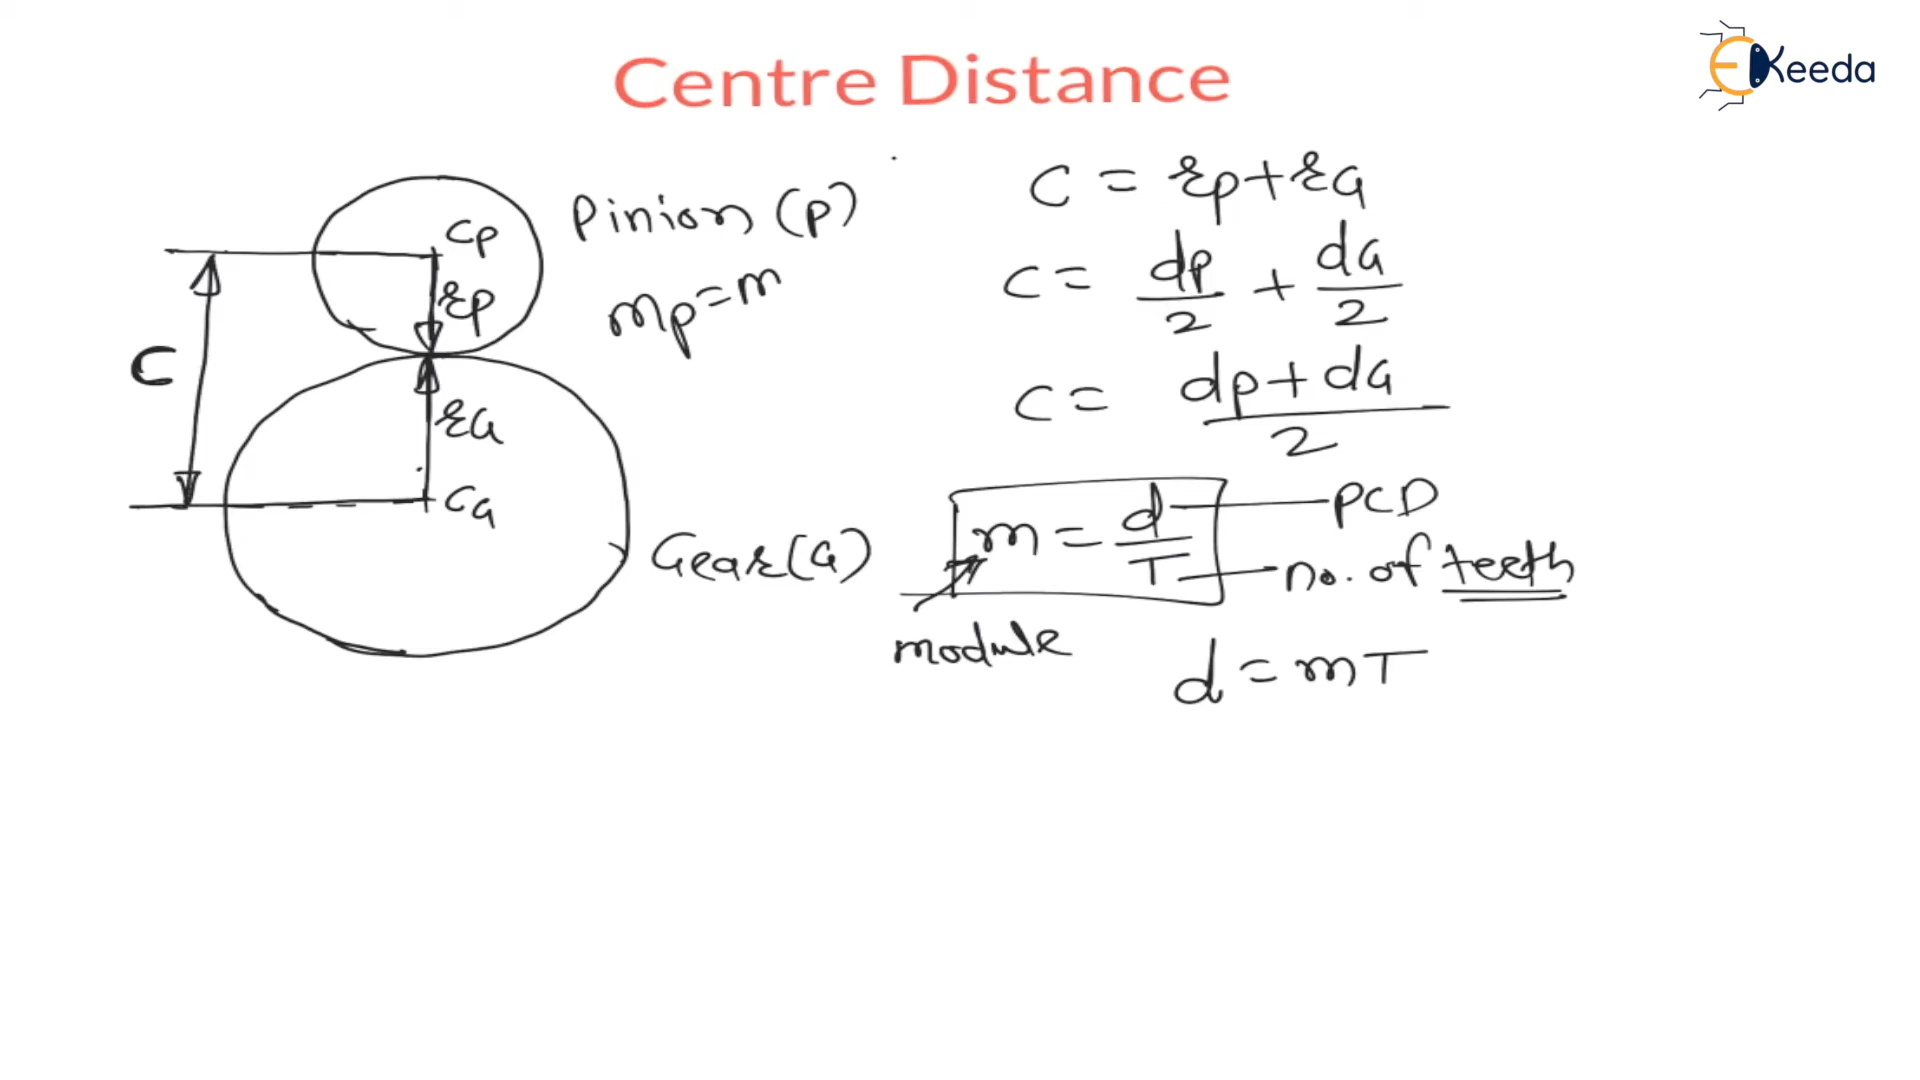 Centre Distance
EKeeda
C
Cp
rp
rG
CG
Pinion (P)
mp = m
Gear (G)
C = rp + rG
C = dp/2 + dG/2
C = dp + dG / 2
m = d/T
PCD
no. of teeth
module
d = mT